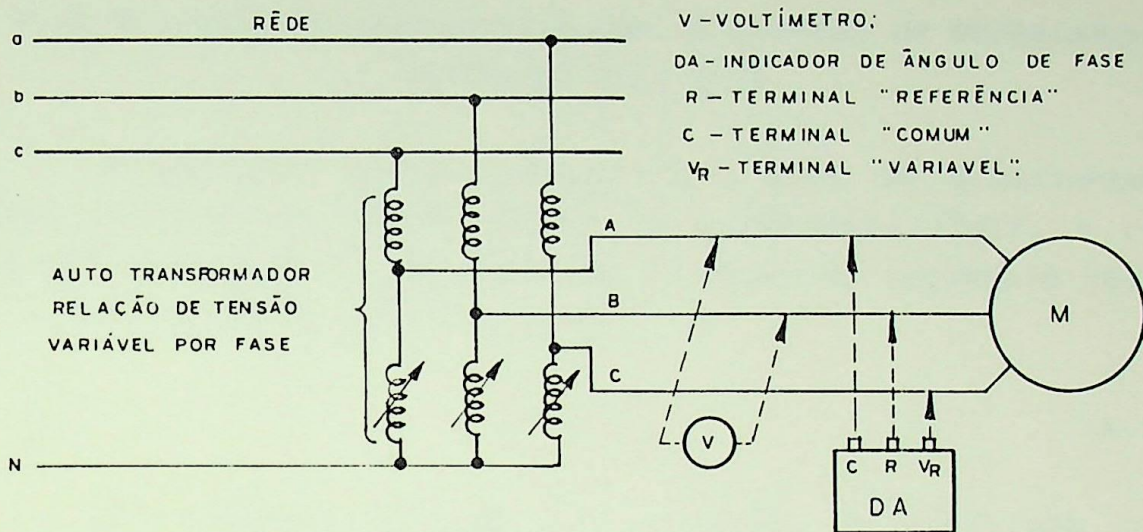 RÊDE
a
b
c
V - VOLTÍMETRO;
DA - INDICADOR DE ÂNGULO DE FASE
R - TERMINAL "REFERÊNCIA"
C - TERMINAL "COMUM"
VR - TERMINAL "VARIAVEL";
AUTO TRANSFORMADOR
RELAÇÃO DE TENSÃO
VARIÁVEL POR FASE
A
B
C
M
V
N
C R VR
DA